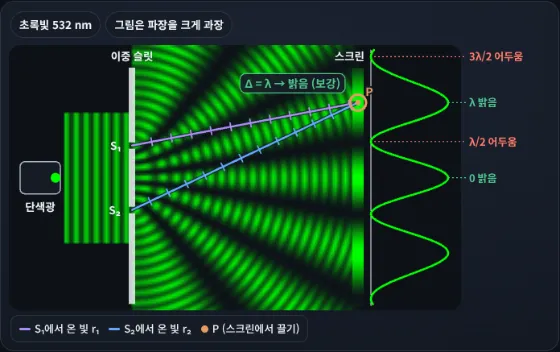 초록빛 532 nm
그림은 파장을 크게 과장
이중 슬릿
스크린
3λ/2 어두움
Δ = λ → 밝음 (보강)
P
λ 밝음
S₁
λ/2 어두움
0 밝음
단색광
S₂
S₁에서 온 빛 r₁
S₂에서 온 빛 r₂
P (스크린에서 끌기)